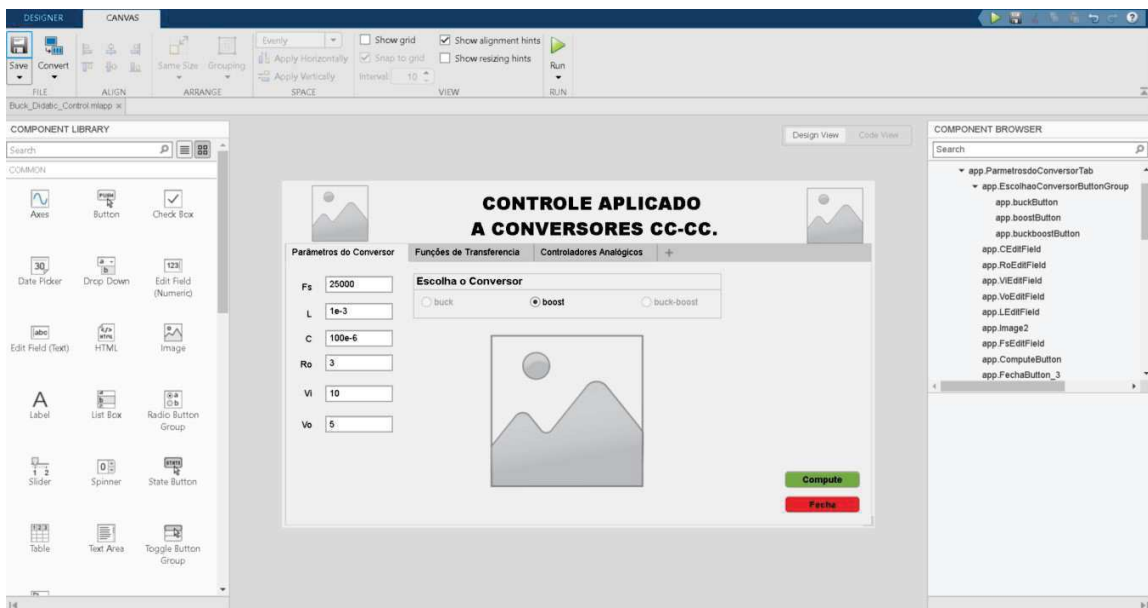 DESIGNER CANVAS
Save Convert
Same Size Grouping
Evenly
Apply Horizontally
Apply Vertically
Show grid
Snap to grid
Interval: 10
Show alignment hints
Show resizing hints
Run
FILE ALIGN ARRANGE SPACE VIEW RUN
Buck_Didatic_Control.mlapp
COMPONENT LIBRARY
Search
COMMON
Axes Button Check Box
PUSH
Date Picker Drop Down Edit Field
(Numeric)
Edit Field (Text) HTML Image
Label List Box Radio Button
Group
Slider Spinner State Button
Table Text Area Toggle Button
Group
Design View Code View
CONTROLE APLICADO
A CONVERSORES CC-CC.
Parâmetros do Conversor Funções de Transferencia Controladores Analógicos +
Fs 25000
L 1e-3
C 100e-6
Ro 3
Vi 10
Vo 5
Escolha o Conversor
buck boost buck-boost
Compute
Fecha
COMPONENT BROWSER
Search
app.ParmetrosdoConversorTab
app.EscolhaoConversorButtonGroup
app.buckButton
app.boostButton
app.buckboostButton
app.CEditField
app.RoEditField
app.ViEditField
app.VoEditField
app.LEditField
app.Image2
app.FsEditField
app.ComputeButton
app.FechaButton_3